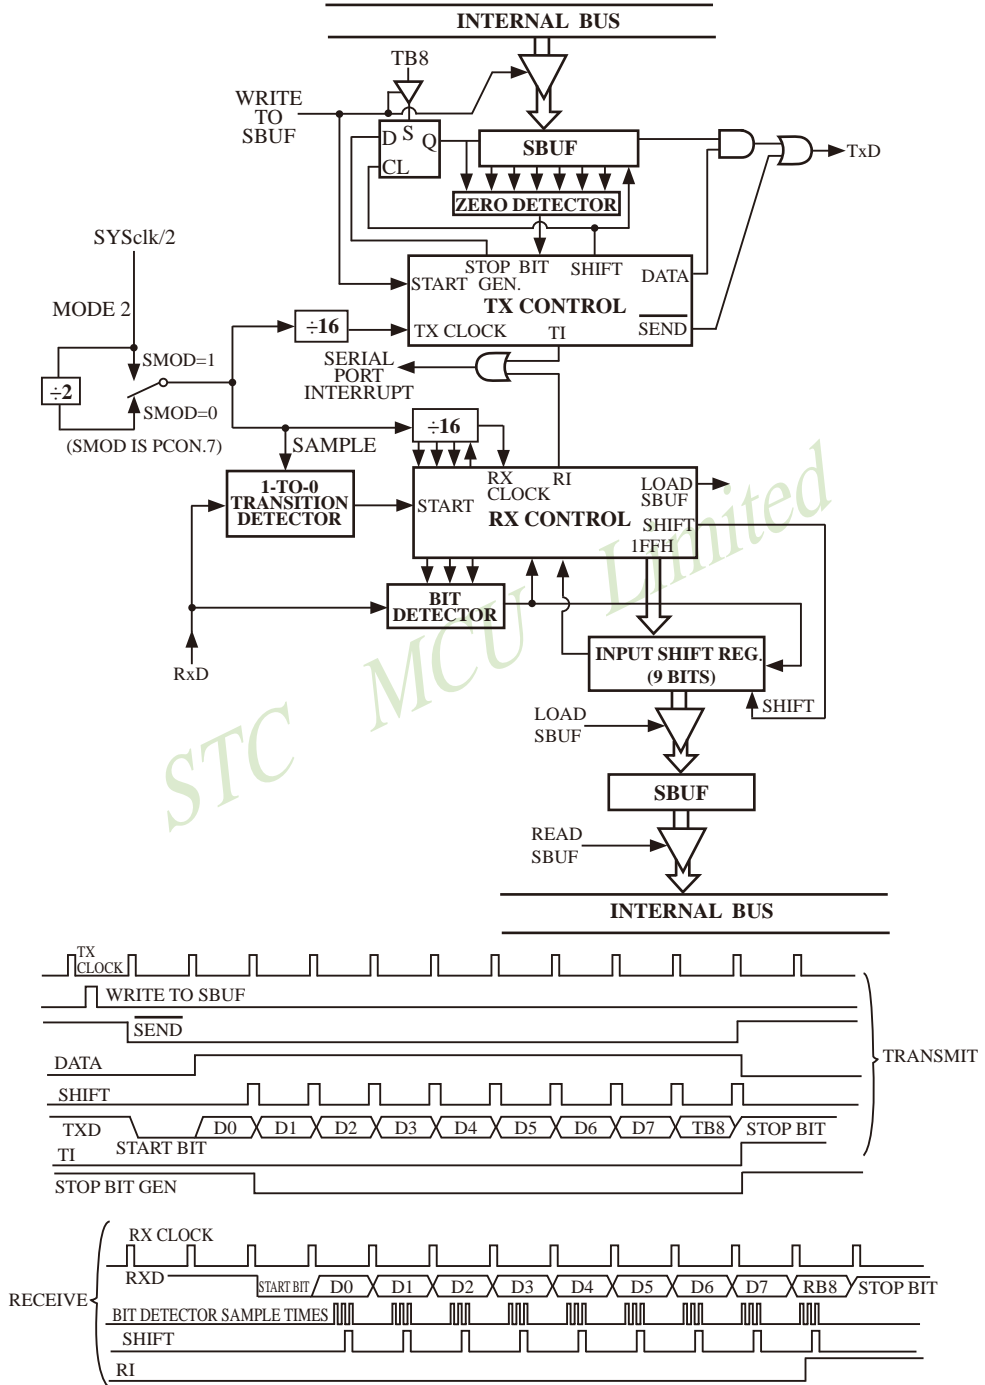 INTERNAL BUS
TB8
WRITE
TO
SBUF
D S Q
CL
SBUF
TxD
ZERO DETECTOR
SYSclk/2
STOP BIT SHIFT DATA
START GEN.
TX CONTROL
MODE 2
÷16
TX CLOCK TI SEND
SERIAL
PORT
INTERRUPT
SMOD=1
÷2
SMOD=0
÷16
(SMOD IS PCON.7)
SAMPLE
1-TO-0
TRANSITION
DETECTOR
RX
CLOCK
RI
LOAD
SBUF
START
RX CONTROL
SHIFT
1FFH
BIT
DETECTOR
RxD
INPUT SHIFT REG.
(9 BITS)
SHIFT
LOAD
SBUF
SBUF
READ
SBUF
INTERNAL BUS
STC MCU Limited
TX
CLOCK
WRITE TO SBUF
SEND
DATA
TRANSMIT
SHIFT
TXD
START BIT
D0 D1 D2 D3 D4 D5 D6 D7 TB8 STOP BIT
TI
STOP BIT GEN
RX CLOCK
RXD
START BIT D0 D1 D2 D3 D4 D5 D6 D7 RB8 STOP BIT
RECEIVE
BIT DETECTOR SAMPLE TIMES
SHIFT
RI